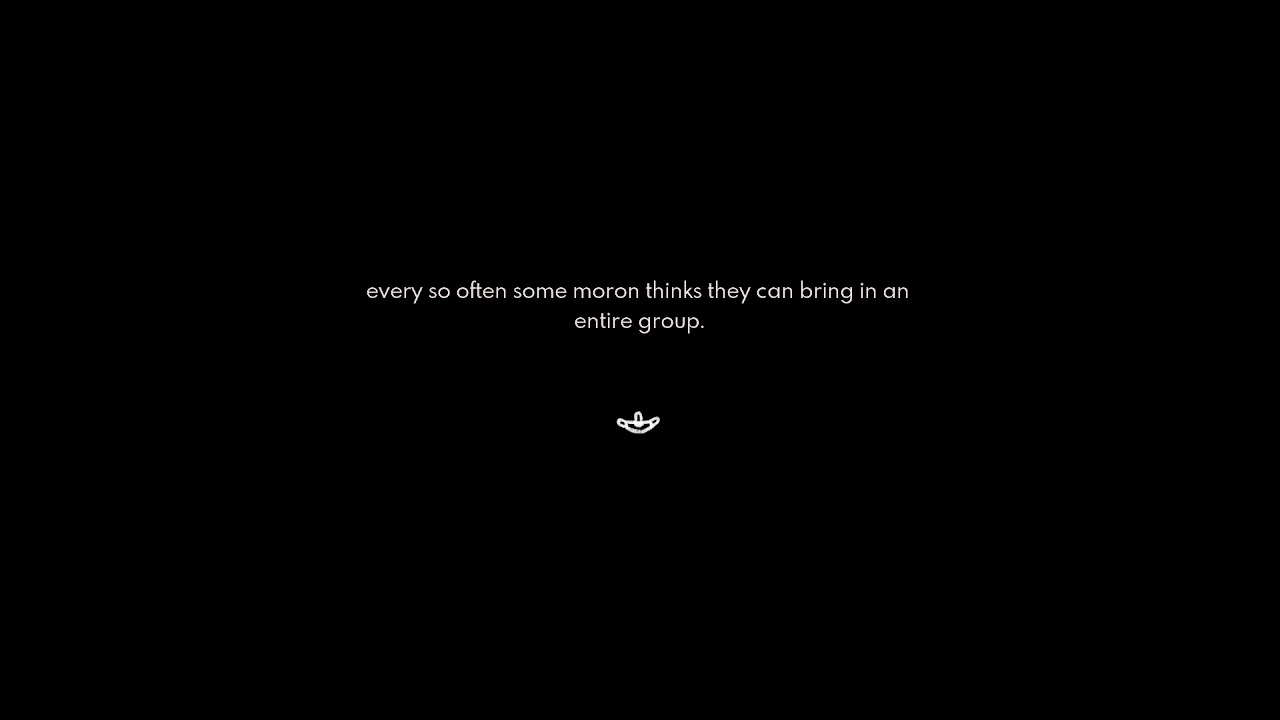 every so often some moron thinks they can bring in an
entire group.